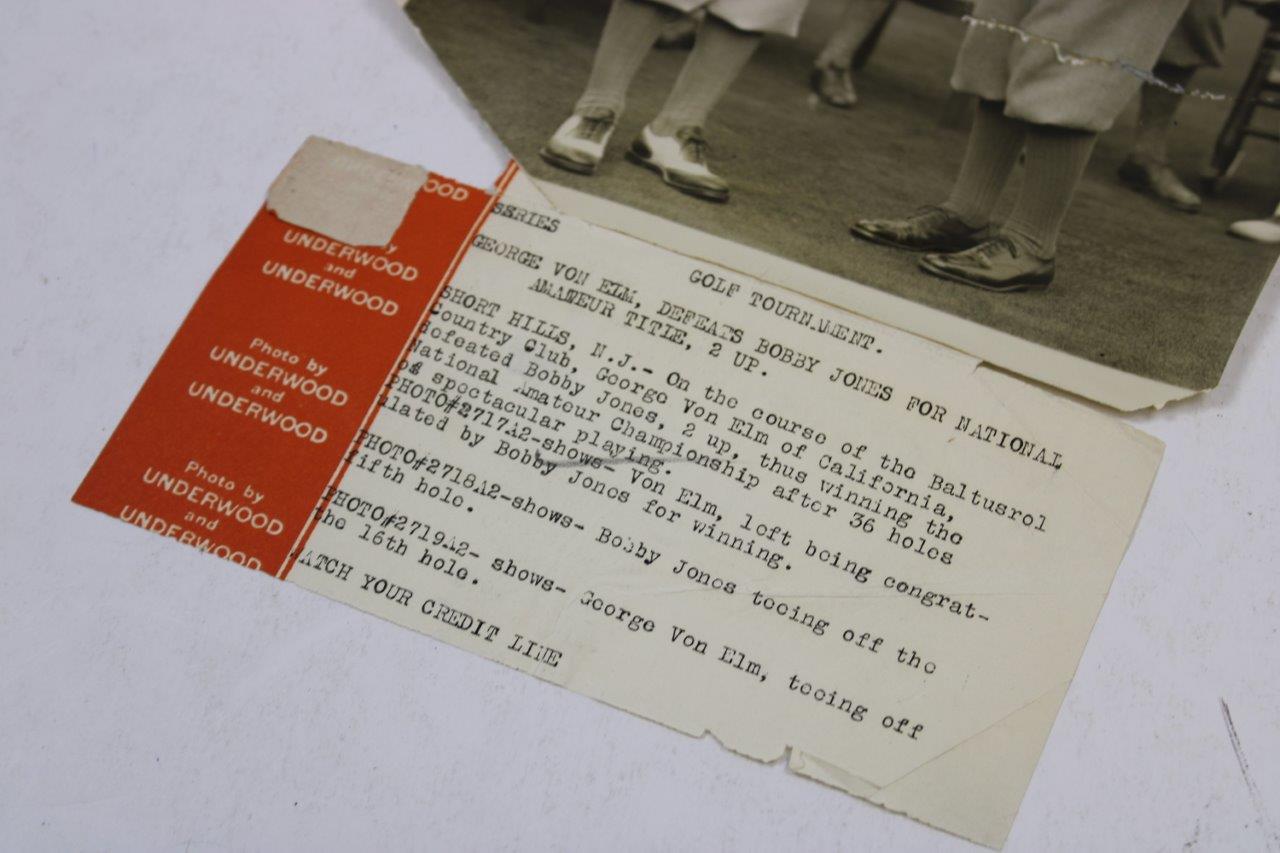 OOD
by
UNDERWOOD
and
UNDERWOOD
Photo by
UNDERWOOD
and
UNDERWOOD
Photo by
UNDERWOOD
and
UNDERWOOD
SERIES
GOLF TOURNAMENT.
GEORGE VON ELM, DEFEATS BOBBY JONES FOR NATIONAL
AMATEUR TITLE, 2 UP.
SHORT HILLS, N.J.- On the course of the Baltusrol
Country Club, George Von Elm of California,
defeated Bobby Jones, 2 up, thus winning the
National Amateur Championship after 36 holes
of spectacular playing.
PHOTO#2717A2-shows- Von Elm, left being congrat-
ulated by Bobby Jones for winning.
PHOTO#2718A2-shows- Bobby Jones teeing off the
fifth hole.
PHOTO#2719A2- shows- George Von Elm, teeing off
the 16th hole.
ATCH YOUR CREDIT LINE